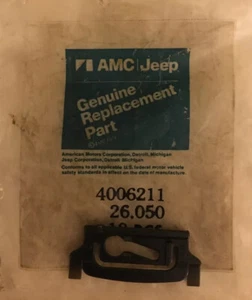 AMC Jeep
Genuine
Replacement
Part
American Motors Corporation, Detroit, Michigan
Jeep Corporation, Detroit, Michigan
Conforms to all applicable U.S. federal motor vehicle
safety standards in effect on the date of manufacture
4006211
26.050